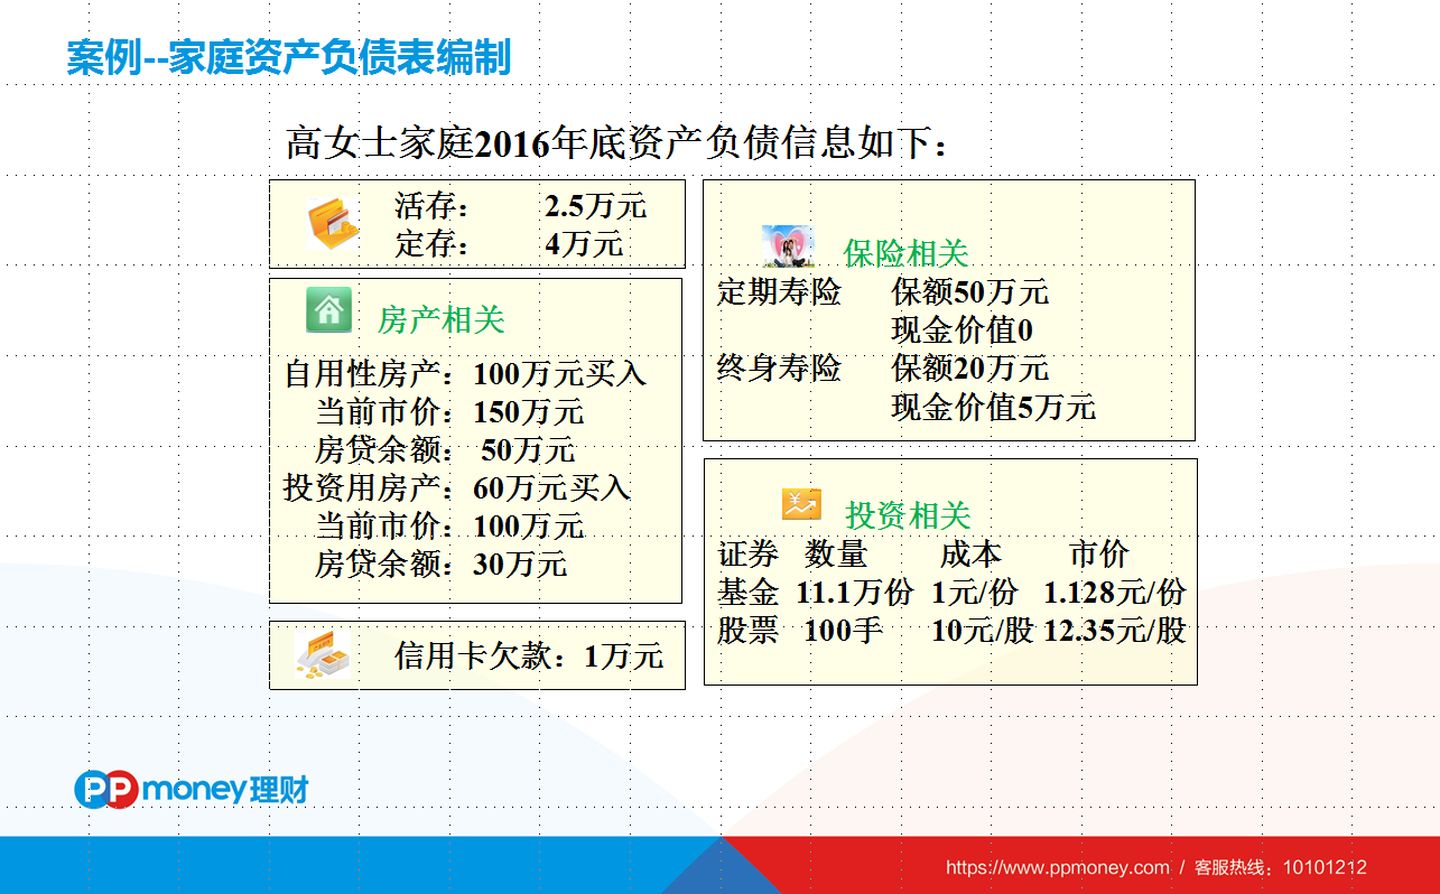 案例--家庭资产负债表编制
高女士家庭2016年底资产负债信息如下：
活存： 2.5万元
定存： 4万元
房产相关
自用性房产：100万元买入
当前市价：150万元
房贷余额： 50万元
投资用房产：60万元买入
当前市价：100万元
房贷余额：30万元
信用卡欠款：1万元
保险相关
定期寿险 保额50万元
现金价值0
终身寿险 保额20万元
现金价值5万元
投资相关
证券 数量 成本 市价
基金 11.1万份 1元/份 1.128元/份
股票 100手 10元/股 12.35元/股
PPmoney理财
https://www.ppmoney.com / 客服热线：10101212